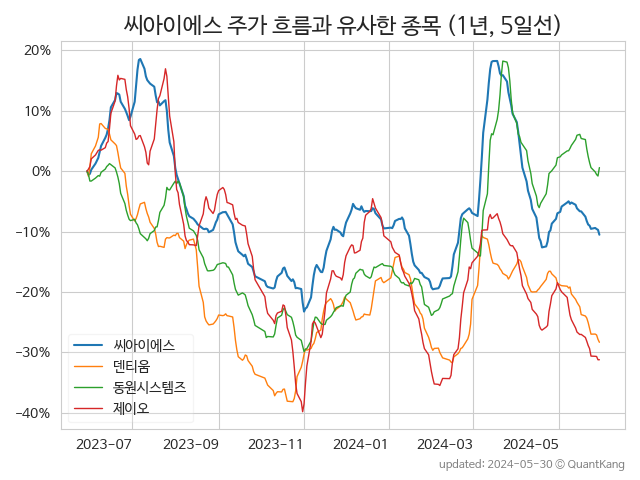 씨아이에스 주가 흐름과 유사한 종목 (1년, 5일선)
20%
10%
0%
−10%
−20%
−30%
−40%
씨아이에스
덴티움
동원시스템즈
제이오
2023-07
2023-09
2023-11
2024-01
2024-03
2024-05
updated: 2024-05-30 © QuantKang